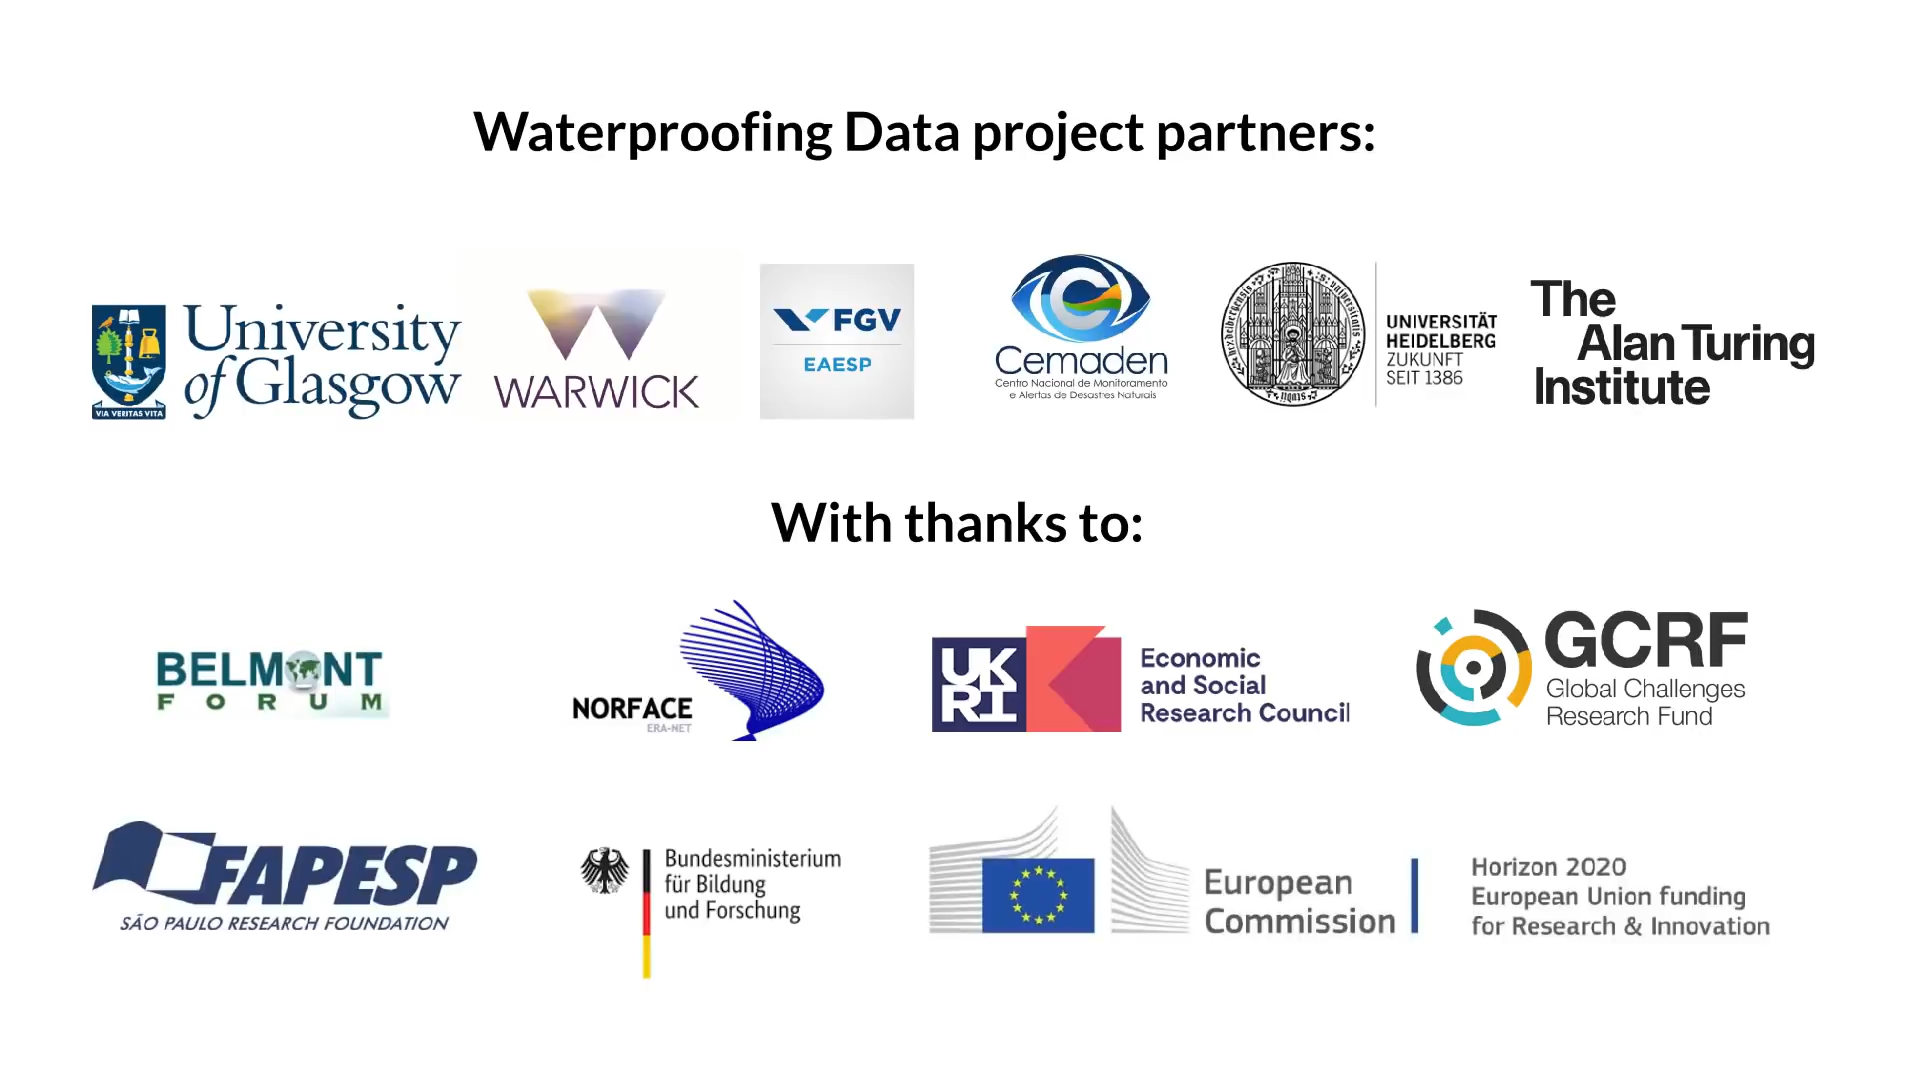 Waterproofing Data project partners:
University
of Glasgow
VIA VERITAS VITA
WARWICK
FGV
EAESP
Cemaden
Centro Nacional de Monitoramento
e Alertas de Desastres Naturais
UNIVERSITÄT
HEIDELBERG
ZUKUNFT
SEIT 1386
The
Alan Turing
Institute
With thanks to:
BELMONT
FORUM
NORFACE
ERA-NET
UK
RI
Economic
and Social
Research Council
GCRF
Global Challenges
Research Fund
FAPESP
SÃO PAULO RESEARCH FOUNDATION
Bundesministerium
für Bildung
und Forschung
European
Commission
Horizon 2020
European Union funding
for Research & Innovation